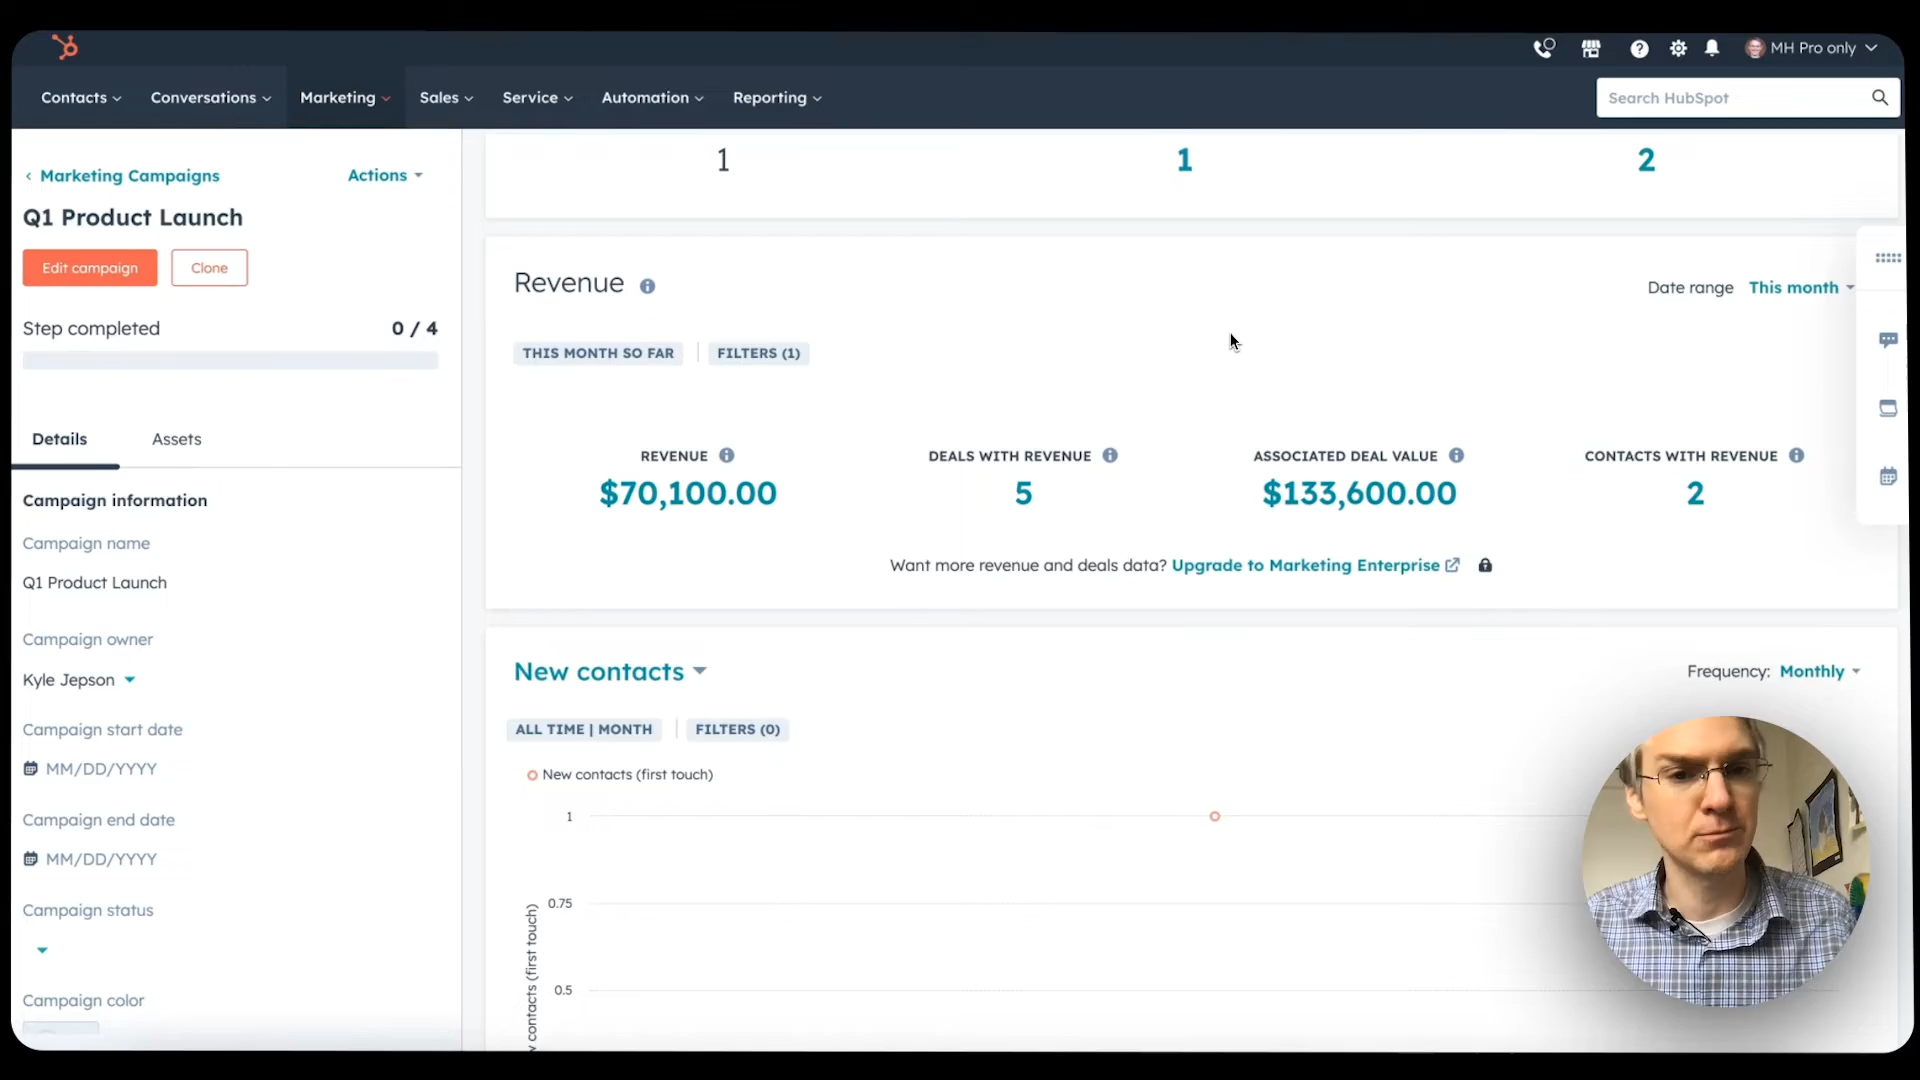 MH Pro only
Contacts
Conversations
Marketing
Sales
Service
Automation
Reporting
Search HubSpot
Marketing Campaigns
Actions
Q1 Product Launch
Edit campaign
Clone
Step completed
0 / 4
Details
Assets
Campaign information
Campaign name
Q1 Product Launch
Campaign owner
Kyle Jepson
Campaign start date
MM/DD/YYYY
Campaign end date
MM/DD/YYYY
Campaign status
Campaign color
1
1
2
Revenue
Date range This month
THIS MONTH SO FAR
FILTERS (1)
REVENUE
$70,100.00
DEALS WITH REVENUE
5
ASSOCIATED DEAL VALUE
$133,600.00
CONTACTS WITH REVENUE
2
Want more revenue and deals data? Upgrade to Marketing Enterprise
New contacts
Frequency: Monthly
ALL TIME | MONTH
FILTERS (0)
New contacts (first touch)
1
0.75
0.5
contacts (first touch)